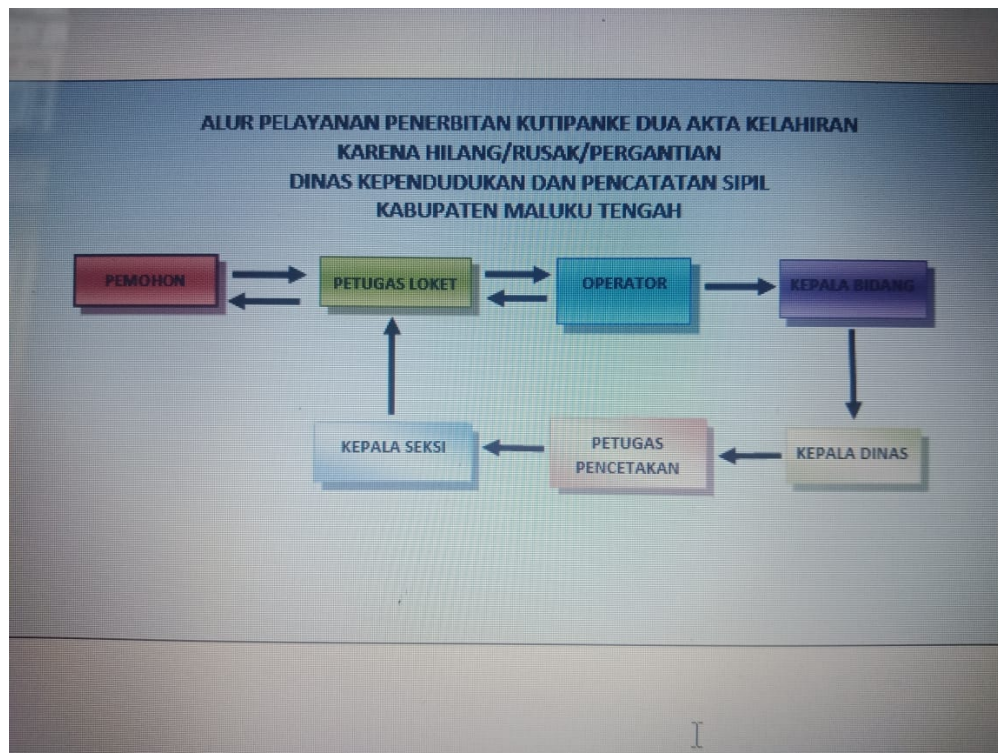 ALUR PELAYANAN PENERBITAN KUTIPANKE DUA AKTA KELAHIRAN
KARENA HILANG/RUSAK/PERGANTIAN
DINAS KEPENDUDUKAN DAN PENCATATAN SIPIL
KABUPATEN MALUKU TENGAH
PEMOHON
PETUGAS LOKET
OPERATOR
KEPALA BIDANG
KEPALA SEKSI
PETUGAS
PENCETAKAN
KEPALA DINAS